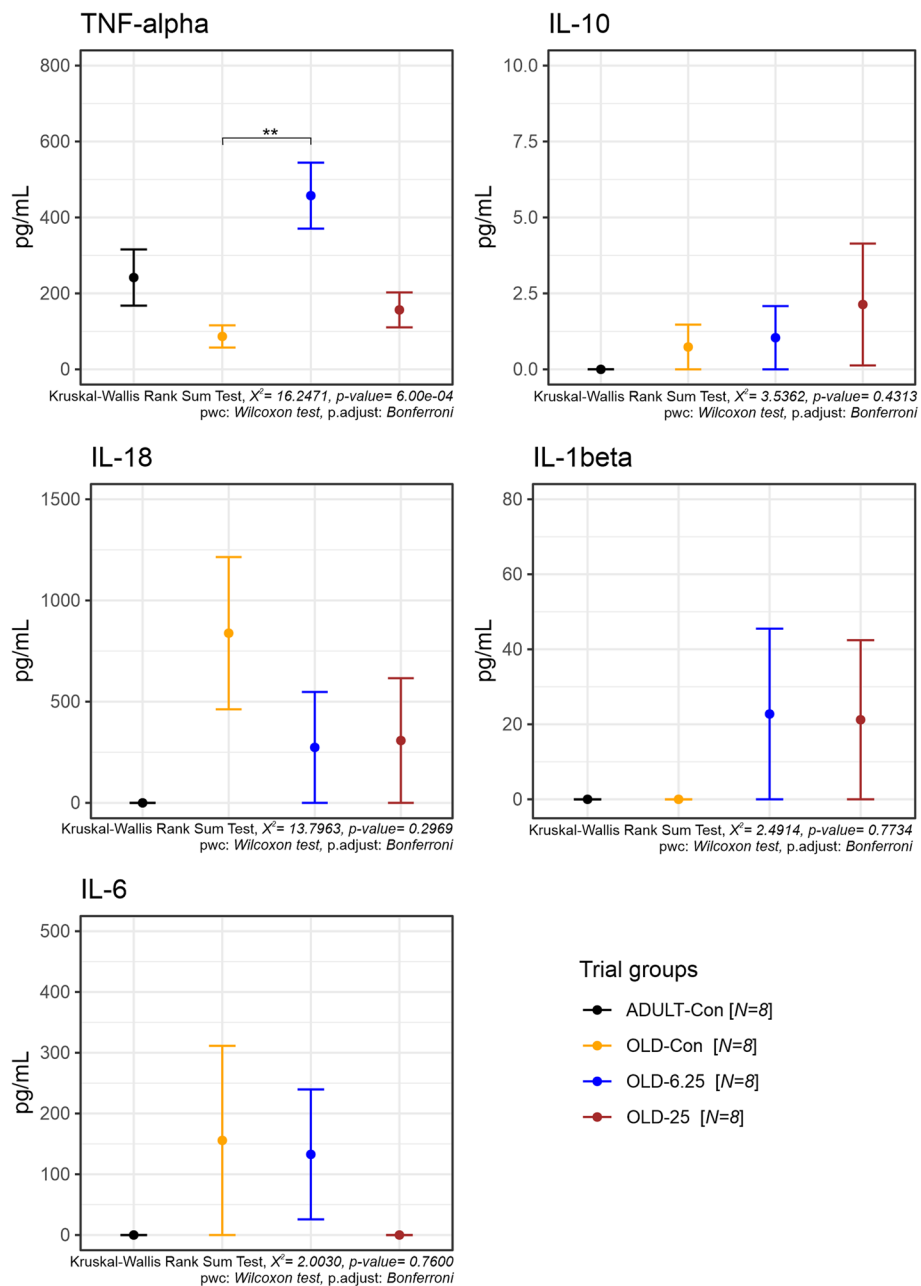 TNF-alpha
800
600
400
200
0
pg/mL
**
Kruskal-Wallis Rank Sum Test, X²= 16.2471, p-value= 6.00e-04
pwc: Wilcoxon test, p.adjust: Bonferroni
IL-10
10.0
7.5
5.0
2.5
0.0
pg/mL
Kruskal-Wallis Rank Sum Test, X²= 3.5362, p-value= 0.4313
pwc: Wilcoxon test, p.adjust: Bonferroni
IL-18
1500
1000
500
0
pg/mL
Kruskal-Wallis Rank Sum Test, X²= 13.7963, p-value= 0.2969
pwc: Wilcoxon test, p.adjust: Bonferroni
IL-1beta
80
60
40
20
0
pg/mL
Kruskal-Wallis Rank Sum Test, X²= 2.4914, p-value= 0.7734
pwc: Wilcoxon test, p.adjust: Bonferroni
IL-6
500
400
300
200
100
0
pg/mL
Kruskal-Wallis Rank Sum Test, X²= 2.0030, p-value= 0.7600
pwc: Wilcoxon test, p.adjust: Bonferroni
Trial groups
ADULT-Con [N=8]
OLD-Con [N=8]
OLD-6.25 [N=8]
OLD-25 [N=8]